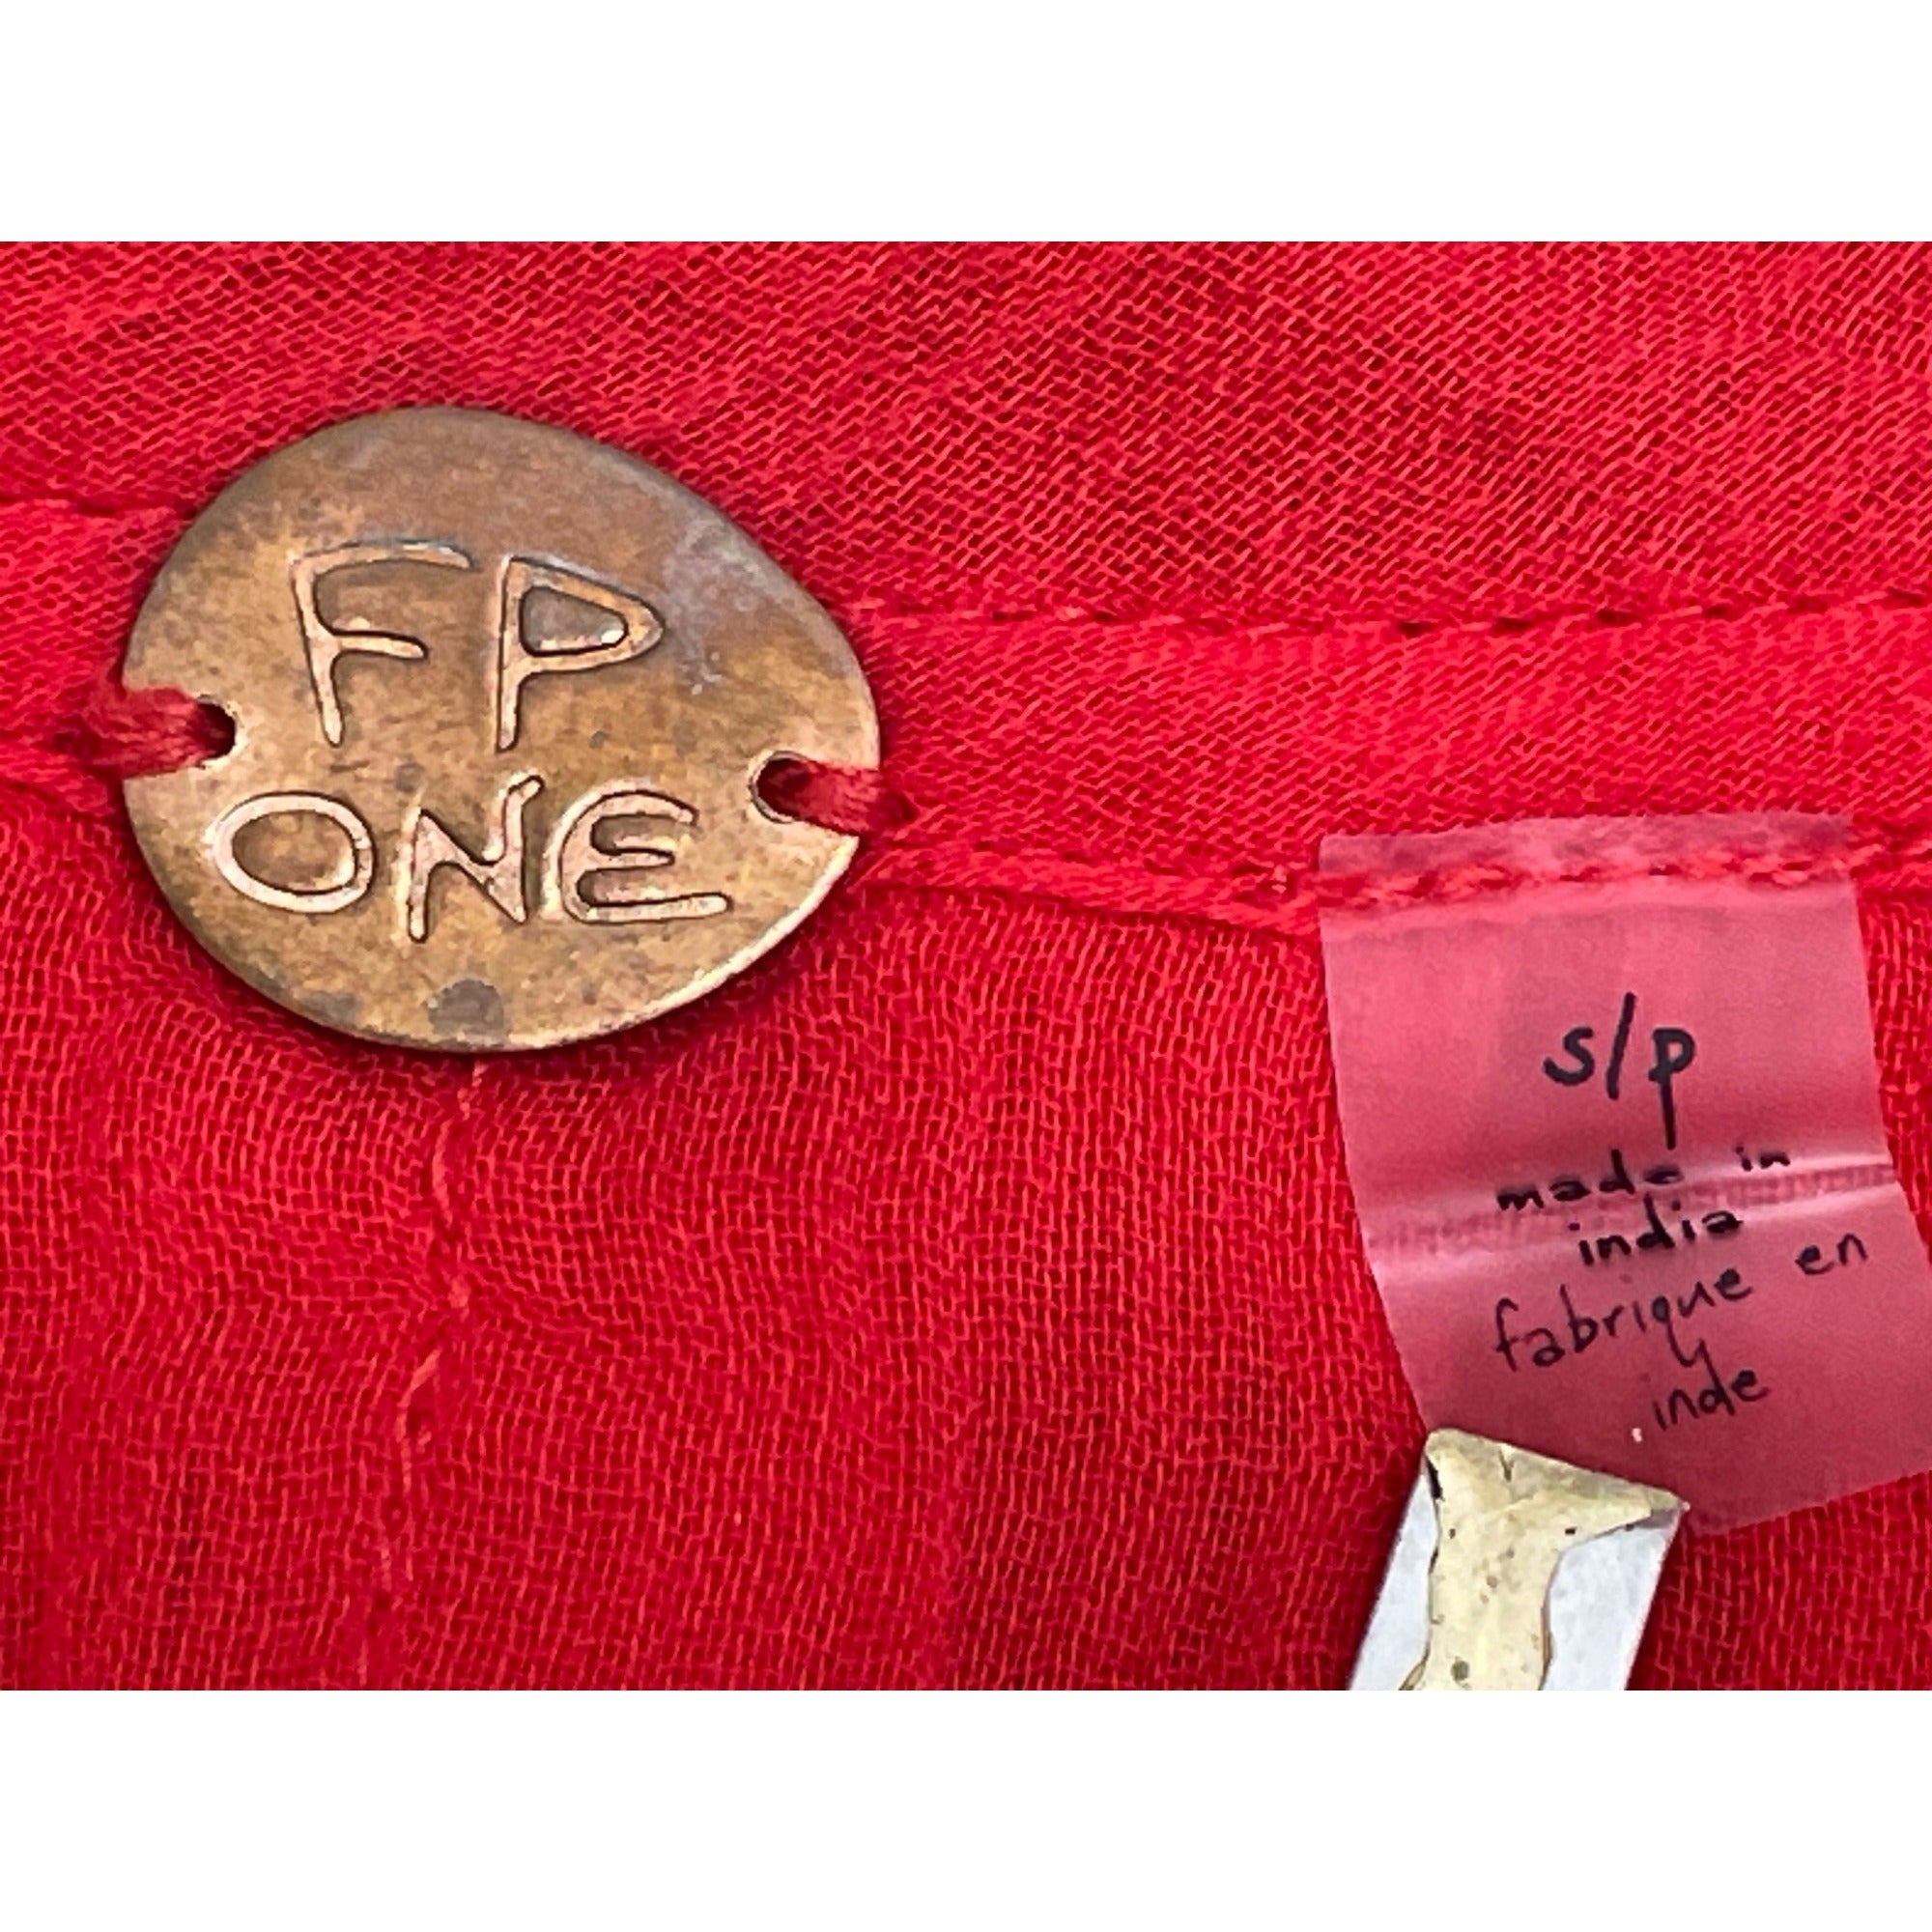 FP
ONE
s/p
made in
india
fabrique en
inde